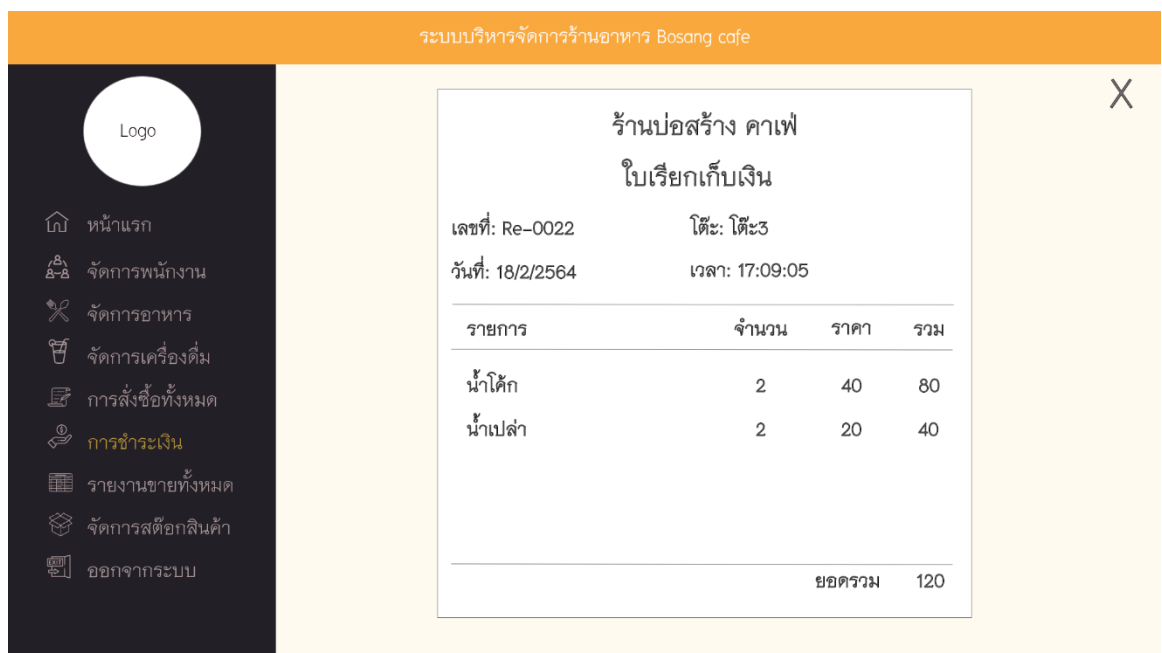 ระบบบริหารจัดการร้านอาหาร Bosang cafe
X
Logo
หน้าแรก
จัดการพนักงาน
จัดการอาหาร
จัดการเครื่องดื่ม
การสั่งซื้อทั้งหมด
การชำระเงิน
รายงานขายทั้งหมด
จัดการสต๊อกสินค้า
ออกจากระบบ
ร้านบ่อสร้าง คาเฟ่
ใบเรียกเก็บเงิน
เลขที่: Re-0022 โต๊ะ: โต๊ะ3
วันที่: 18/2/2564 เวลา: 17:09:05
รายการ จำนวน ราคา รวม
น้ำโค้ก 2 40 80
น้ำเปล่า 2 20 40
ยอดรวม 120